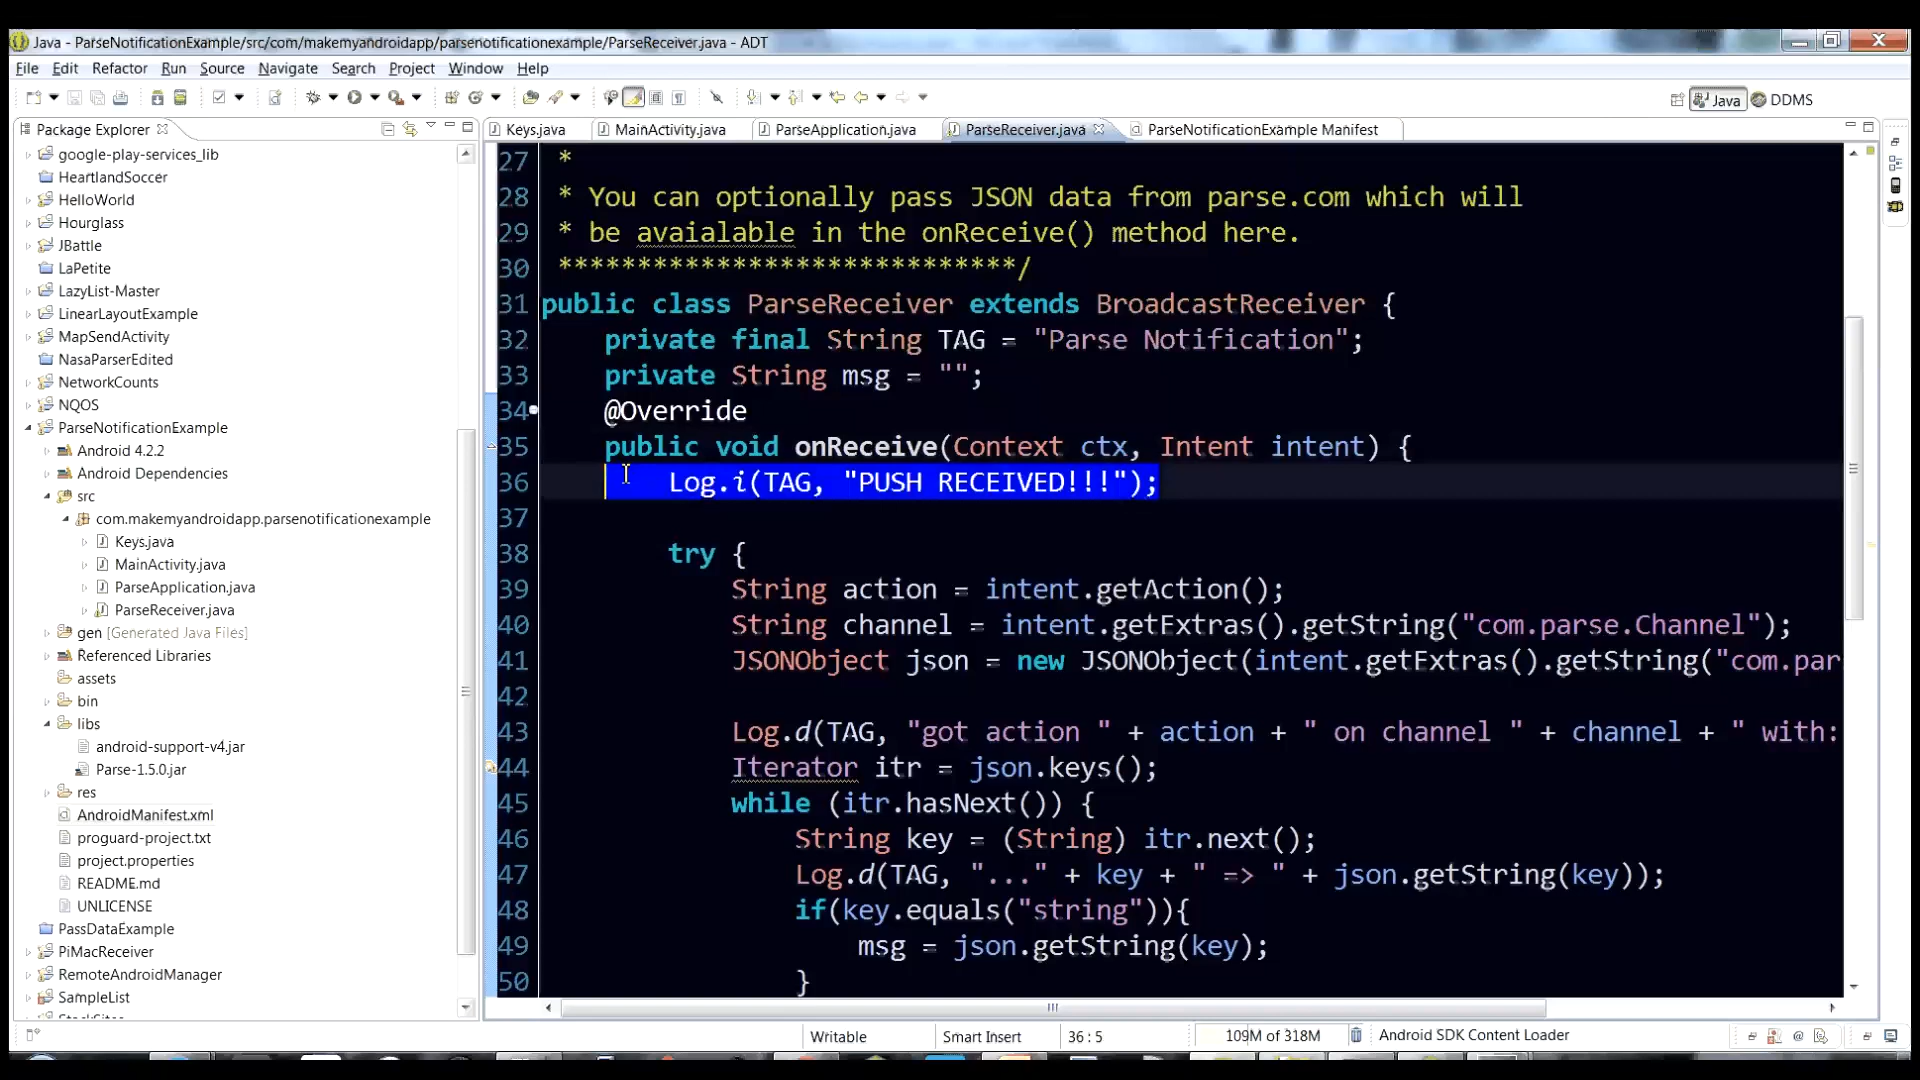 Java - ParseNotificationExample/src/com/makemyandroidapp/parsenotificationexample/ParseReceiver.java - ADT
File Edit Refactor Run Source Navigate Search Project Window Help
Java DDMS
Package Explorer
google-play-services_lib
HeartlandSoccer
HelloWorld
Hourglass
JBattle
LaPetite
LazyList-Master
LinearLayoutExample
MapSendActivity
NasaParserEdited
NetworkCounts
NQOS
ParseNotificationExample
Android 4.2.2
Android Dependencies
src
com.makemyandroidapp.parsenotificationexample
Keys.java
MainActivity.java
ParseApplication.java
ParseReceiver.java
gen [Generated Java Files]
Referenced Libraries
assets
bin
libs
android-support-v4.jar
Parse-1.5.0.jar
res
AndroidManifest.xml
proguard-project.txt
project.properties
README.md
UNLICENSE
PassDataExample
PiMacReceiver
RemoteAndroidManager
SampleList
Keys.java MainActivity.java ParseApplication.java ParseReceiver.java ParseNotificationExample Manifest
27 *
28 * You can optionally pass JSON data from parse.com which will
29 * be avaialable in the onReceive() method here.
30 *****************************/
31 public class ParseReceiver extends BroadcastReceiver {
32 private final String TAG = "Parse Notification";
33 private String msg = "";
34 @Override
35 public void onReceive(Context ctx, Intent intent) {
36 Log.i(TAG, "PUSH RECEIVED!!!");
37
38 try {
39 String action = intent.getAction();
40 String channel = intent.getExtras().getString("com.parse.Channel");
41 JSONObject json = new JSONObject(intent.getExtras().getString("com.par
42
43 Log.d(TAG, "got action " + action + " on channel " + channel + " with:
44 Iterator itr = json.keys();
45 while (itr.hasNext()) {
46 String key = (String) itr.next();
47 Log.d(TAG, "..." + key + " => " + json.getString(key));
48 if(key.equals("string")){
49 msg = json.getString(key);
50 }
Writable Smart Insert 36 : 5 109M of 318M Android SDK Content Loader